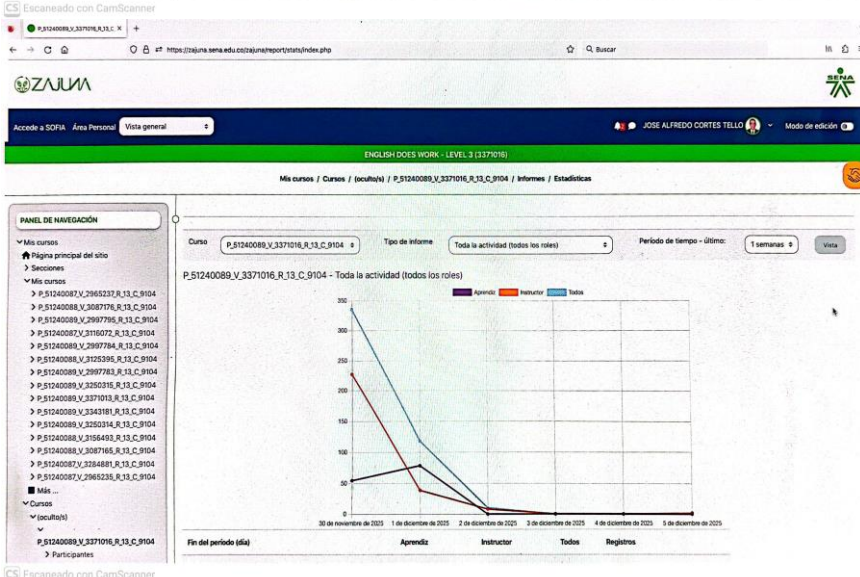 CS Escaneado con CamScanner
P_51240089_V_3371016_R_13_C_ × +
https://zajuna.sena.edu.co/zajuna/report/stats/index.php
Buscar
ZAJUNA
SENA
Accede a SOFIA Área Personal Vista general
JOSE ALFREDO CORTES TELLO
Modo de edición
ENGLISH DOES WORK - LEVEL 3 (3371016)
Mis cursos / Cursos / (oculto/s) / P_51240089_V_3371016_R_13_C_9104 / Informes / Estadísticas
PANEL DE NAVEGACIÓN
Mis cursos
Página principal del sitio
Secciones
Mis cursos
P_51240087_V_2965237_R_13_C_9104
P_51240088_V_3087176_R_13_C_9104
P_51240089_V_2997795_R_13_C_9104
P_51240087_V_3116072_R_13_C_9104
P_51240089_V_2997784_R_13_C_9104
P_51240088_V_3125395_R_13_C_9104
P_51240089_V_2997783_R_13_C_9104
P_51240089_V_3250315_R_13_C_9104
P_51240089_V_3371013_R_13_C_9104
P_51240089_V_3343181_R_13_C_9104
P_51240089_V_3250314_R_13_C_9104
P_51240088_V_3156493_R_13_C_9104
P_51240088_V_3087165_R_13_C_9104
P_51240087_V_3284881_R_13_C_9104
P_51240087_V_2965235_R_13_C_9104
Más ...
Cursos
(oculto/s)
P_51240089_V_3371016_R_13_C_9104
Participantes
Curso P_51240089_V_3371016_R_13_C_9104 Tipo de informe Toda la actividad (todos los roles) Período de tiempo - último: 1 semanas Vista
P_51240089_V_3371016_R_13_C_9104 - Toda la actividad (todos los roles)
Aprendiz Instructor Todos
350
300
250
200
150
100
50
0
30 de noviembre de 2025 1 de diciembre de 2025 2 de diciembre de 2025 3 de diciembre de 2025 4 de diciembre de 2025 5 de diciembre de 2025
Fin del periodo (día) Aprendiz Instructor Todos Registros
CS Escaneado con CamScanner